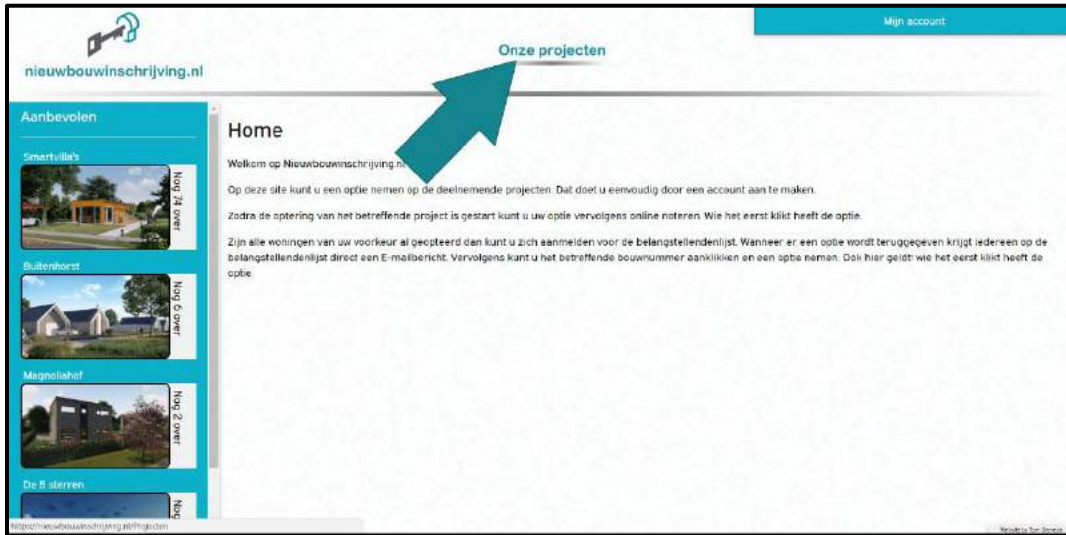 Mijn account
nieuwbouwinschrijving.nl
Onze projecten
Aanbevolen
Smartvilla's
Nog 74 over
Buitenhorst
Nog 6 over
Magnoliahof
Nog 2 over
De 5 sterren
Nog
Home
Welkom op Nieuwbouwinschrijving.nl
Op deze site kunt u een optie nemen op de deelnemende projecten. Dat doet u eenvoudig door een account aan te maken.
Zodra de optering van het betreffende project is gestart kunt u uw optie vervolgens online noteren. Wie het eerst klikt heeft de optie.
Zijn alle woningen van uw voorkeur al geopteerd dan kunt u zich aanmelden voor de belangstellendenlijst. Wanneer er een optie wordt teruggegeven krijgt iedereen op de
belangstellendenlijst direct een E-mailbericht. Vervolgens kunt u het betreffende bouwnummer aanklikken en een optie nemen. Ook hier geldt: wie het eerst klikt heeft de
optie.
https://nieuwbouwinschrijving.nl/Projecten
Website by Tom